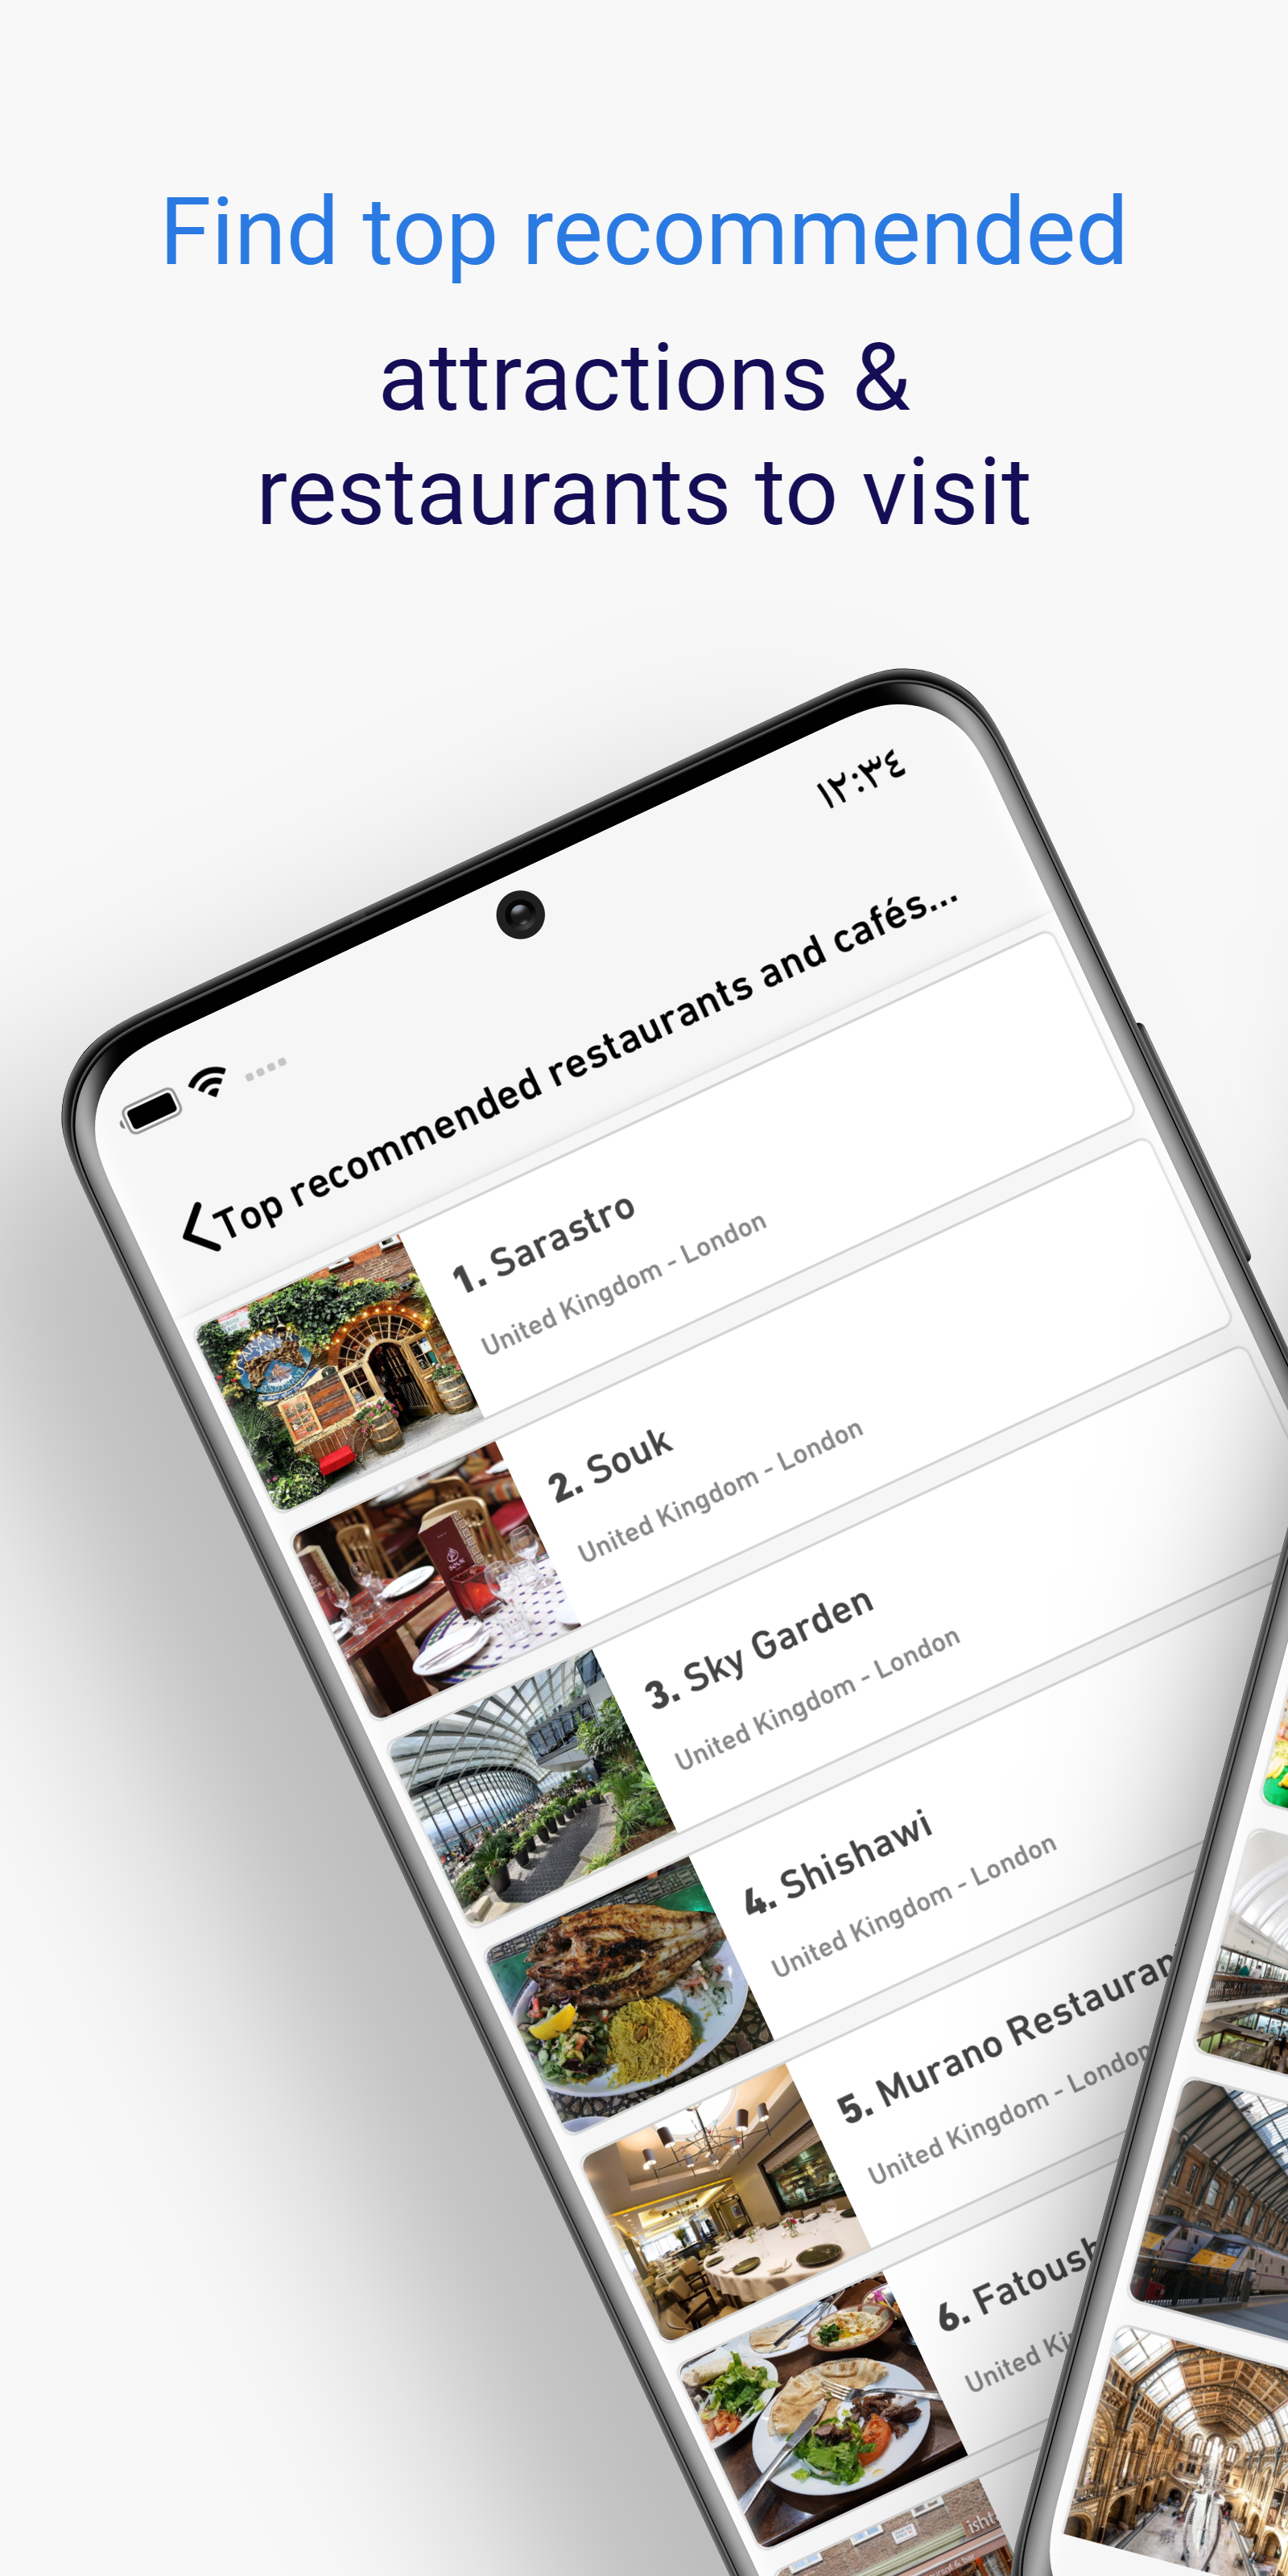 Find top recommended
attractions &
restaurants to visit
١٢:٣٤
Top recommended restaurants and cafés...
1. Sarastro
United Kingdom - London
2. Souk
United Kingdom - London
3. Sky Garden
United Kingdom - London
4. Shishawi
United Kingdom - London
5. Murano Restauran
United Kingdom - London
6. Fatoush
United Ki